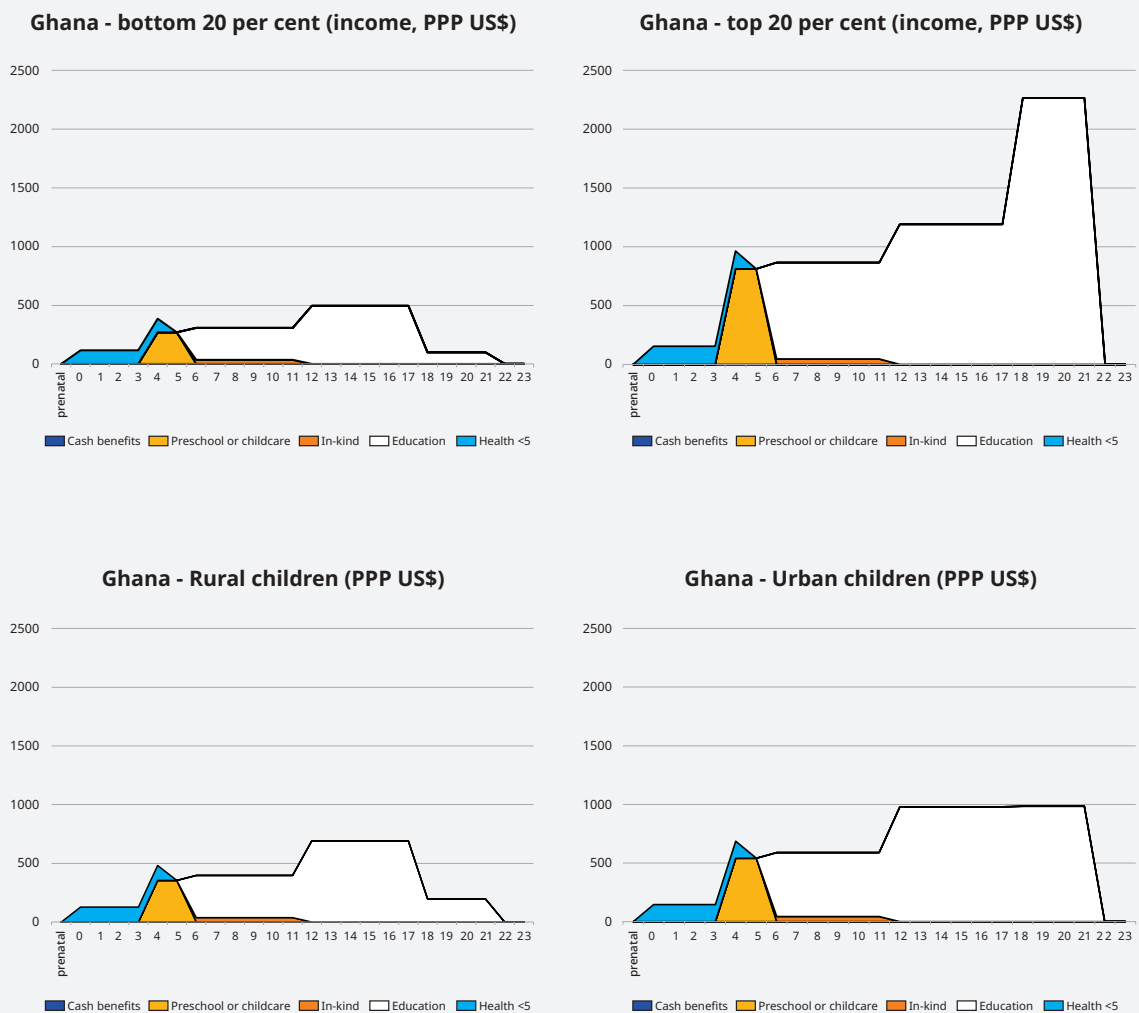 Ghana - bottom 20 per cent (income, PPP US$)
2500
2000
1500
1000
500
0
prenatal 0 1 2 3 4 5 6 7 8 9 10 11 12 13 14 15 16 17 18 19 20 21 22 23
Cash benefits Preschool or childcare In-kind Education Health <5
Ghana - top 20 per cent (income, PPP US$)
2500
2000
1500
1000
500
0
prenatal 0 1 2 3 4 5 6 7 8 9 10 11 12 13 14 15 16 17 18 19 20 21 22 23
Cash benefits Preschool or childcare In-kind Education Health <5
Ghana - Rural children (PPP US$)
2500
2000
1500
1000
500
0
prenatal 0 1 2 3 4 5 6 7 8 9 10 11 12 13 14 15 16 17 18 19 20 21 22 23
Cash benefits Preschool or childcare In-kind Education Health <5
Ghana - Urban children (PPP US$)
2500
2000
1500
1000
500
0
prenatal 0 1 2 3 4 5 6 7 8 9 10 11 12 13 14 15 16 17 18 19 20 21 22 23
Cash benefits Preschool or childcare In-kind Education Health <5